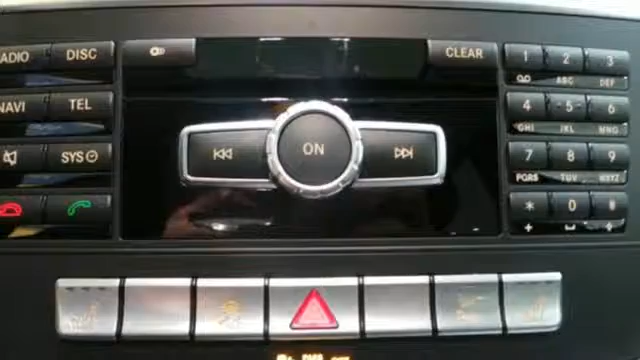 RADIO DISC CLEAR 1 2 3
ABC DEF
NAVI TEL 4 5 6
GHI JKL MNO
ON
SYS 7 8 9
PQRS TUV WXYZ
* 0 #
+